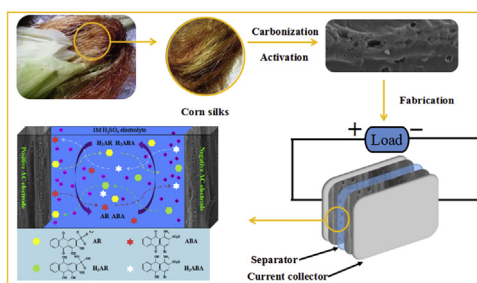 Carbonization
Activation
Corn silks
Fabrication
+ Load −
1M H₂SO₄ electrolyte
Positive AC electrode
Negative AC electrode
H₂AR H₂ABA
AR ABA
AR
ABA
H₂AR
H₂ABA
Separator
Current collector